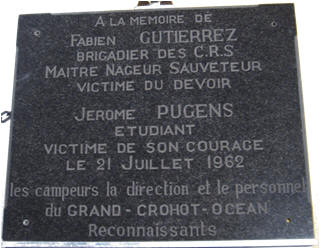 A LA MEMOIRE DE
FABIEN GUTIERREZ
BRIGADIER DES C.R.S
MAITRE NAGEUR SAUVETEUR
VICTIME DU DEVOIR
JEROME PUGENS
ETUDIANT
VICTIME DE SON COURAGE
LE 21 JUILLET 1962
les campeurs la direction et le personnel
du GRAND-CROHOT-OCEAN
Reconnaissants